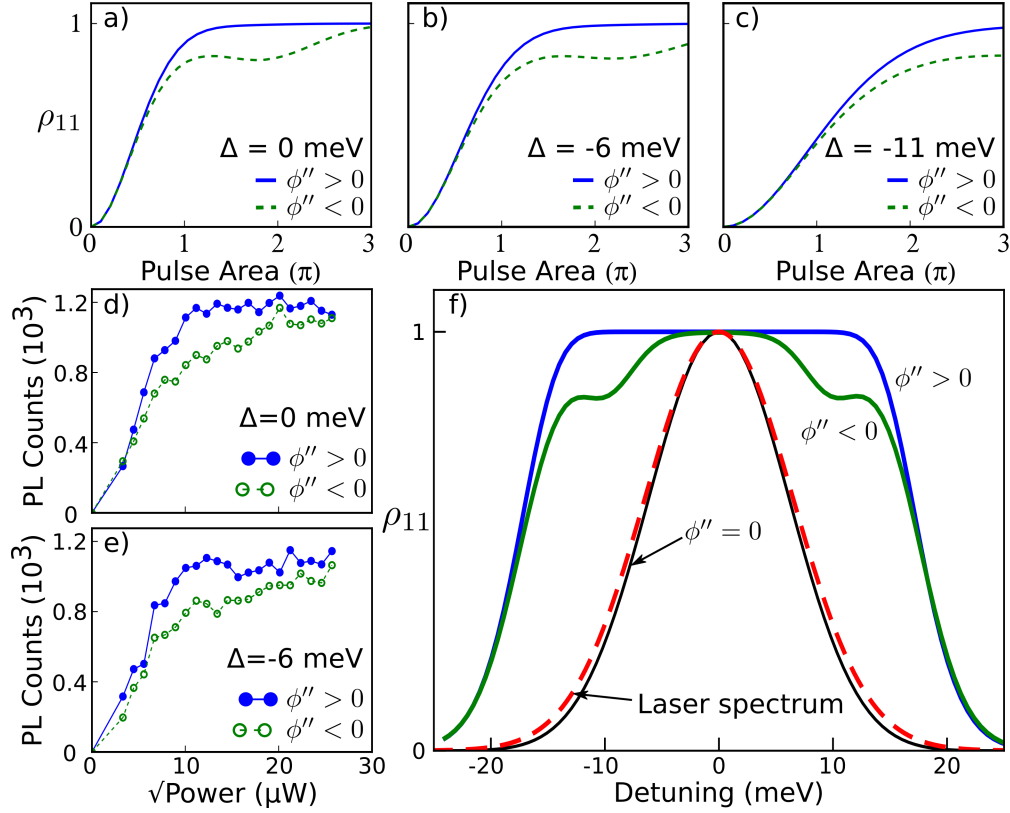 a)
1
ρ11
0
Δ = 0 meV
ϕ′′ > 0
ϕ′′ < 0
0 1 2 3
Pulse Area (π)
b)
Δ = -6 meV
ϕ′′ > 0
ϕ′′ < 0
0 1 2 3
Pulse Area (π)
c)
Δ = -11 meV
ϕ′′ > 0
ϕ′′ < 0
0 1 2 3
Pulse Area (π)
d)
PL Counts (10³)
1.2
0.8
0.4
0
Δ=0 meV
ϕ′′ > 0
ϕ′′ < 0
e)
PL Counts (10³)
1.2
0.8
0.4
0
Δ=-6 meV
ϕ′′ > 0
ϕ′′ < 0
0 10 20 30
√Power (μW)
f)
1
ρ11
0
ϕ′′ > 0
ϕ′′ < 0
ϕ′′ = 0
Laser spectrum
-20 -10 0 10 20
Detuning (meV)